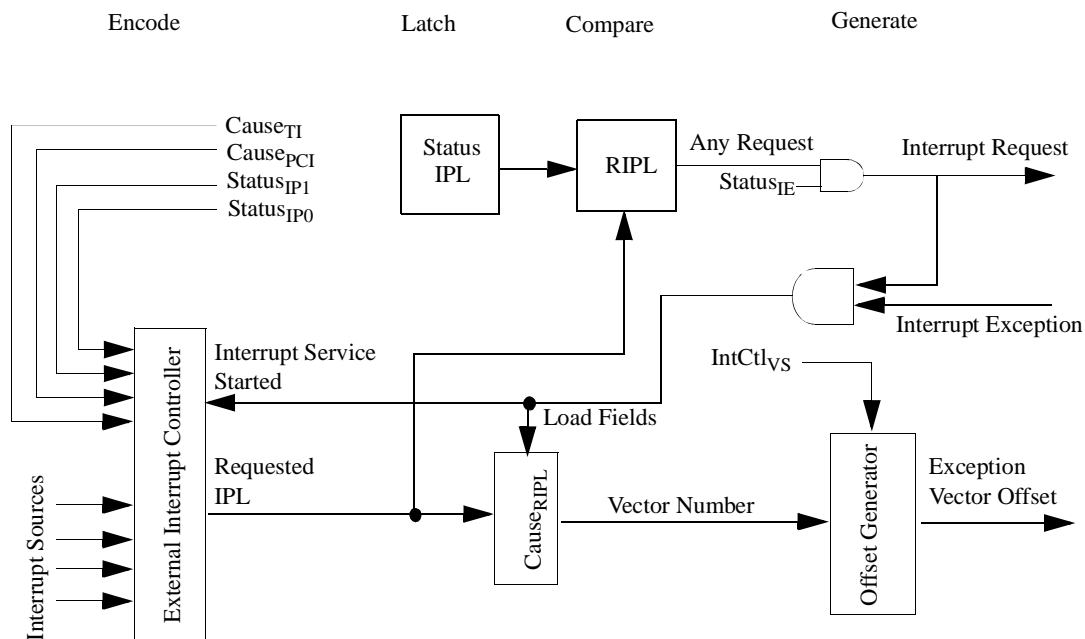 Encode
Latch
Compare
Generate
CauseTI
CausePCI
StatusIP1
StatusIP0
Status
IPL
RIPL
Any Request
StatusIE
Interrupt Request
Interrupt Exception
IntCtlVS
Interrupt Service
Started
Load Fields
Requested
IPL
External Interrupt Controller
Interrupt Sources
CauseRIPL
Vector Number
Offset Generator
Exception
Vector Offset